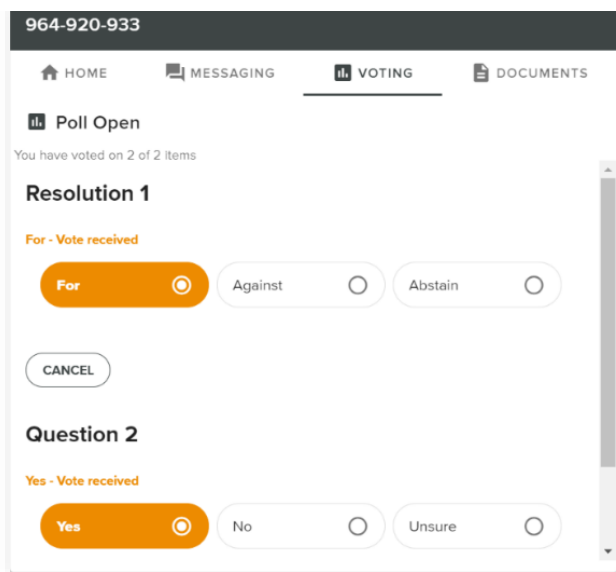 964-920-933
HOME MESSAGING VOTING DOCUMENTS
Poll Open
You have voted on 2 of 2 items
Resolution 1
For - Vote received
For Against Abstain
CANCEL
Question 2
Yes - Vote received
Yes No Unsure